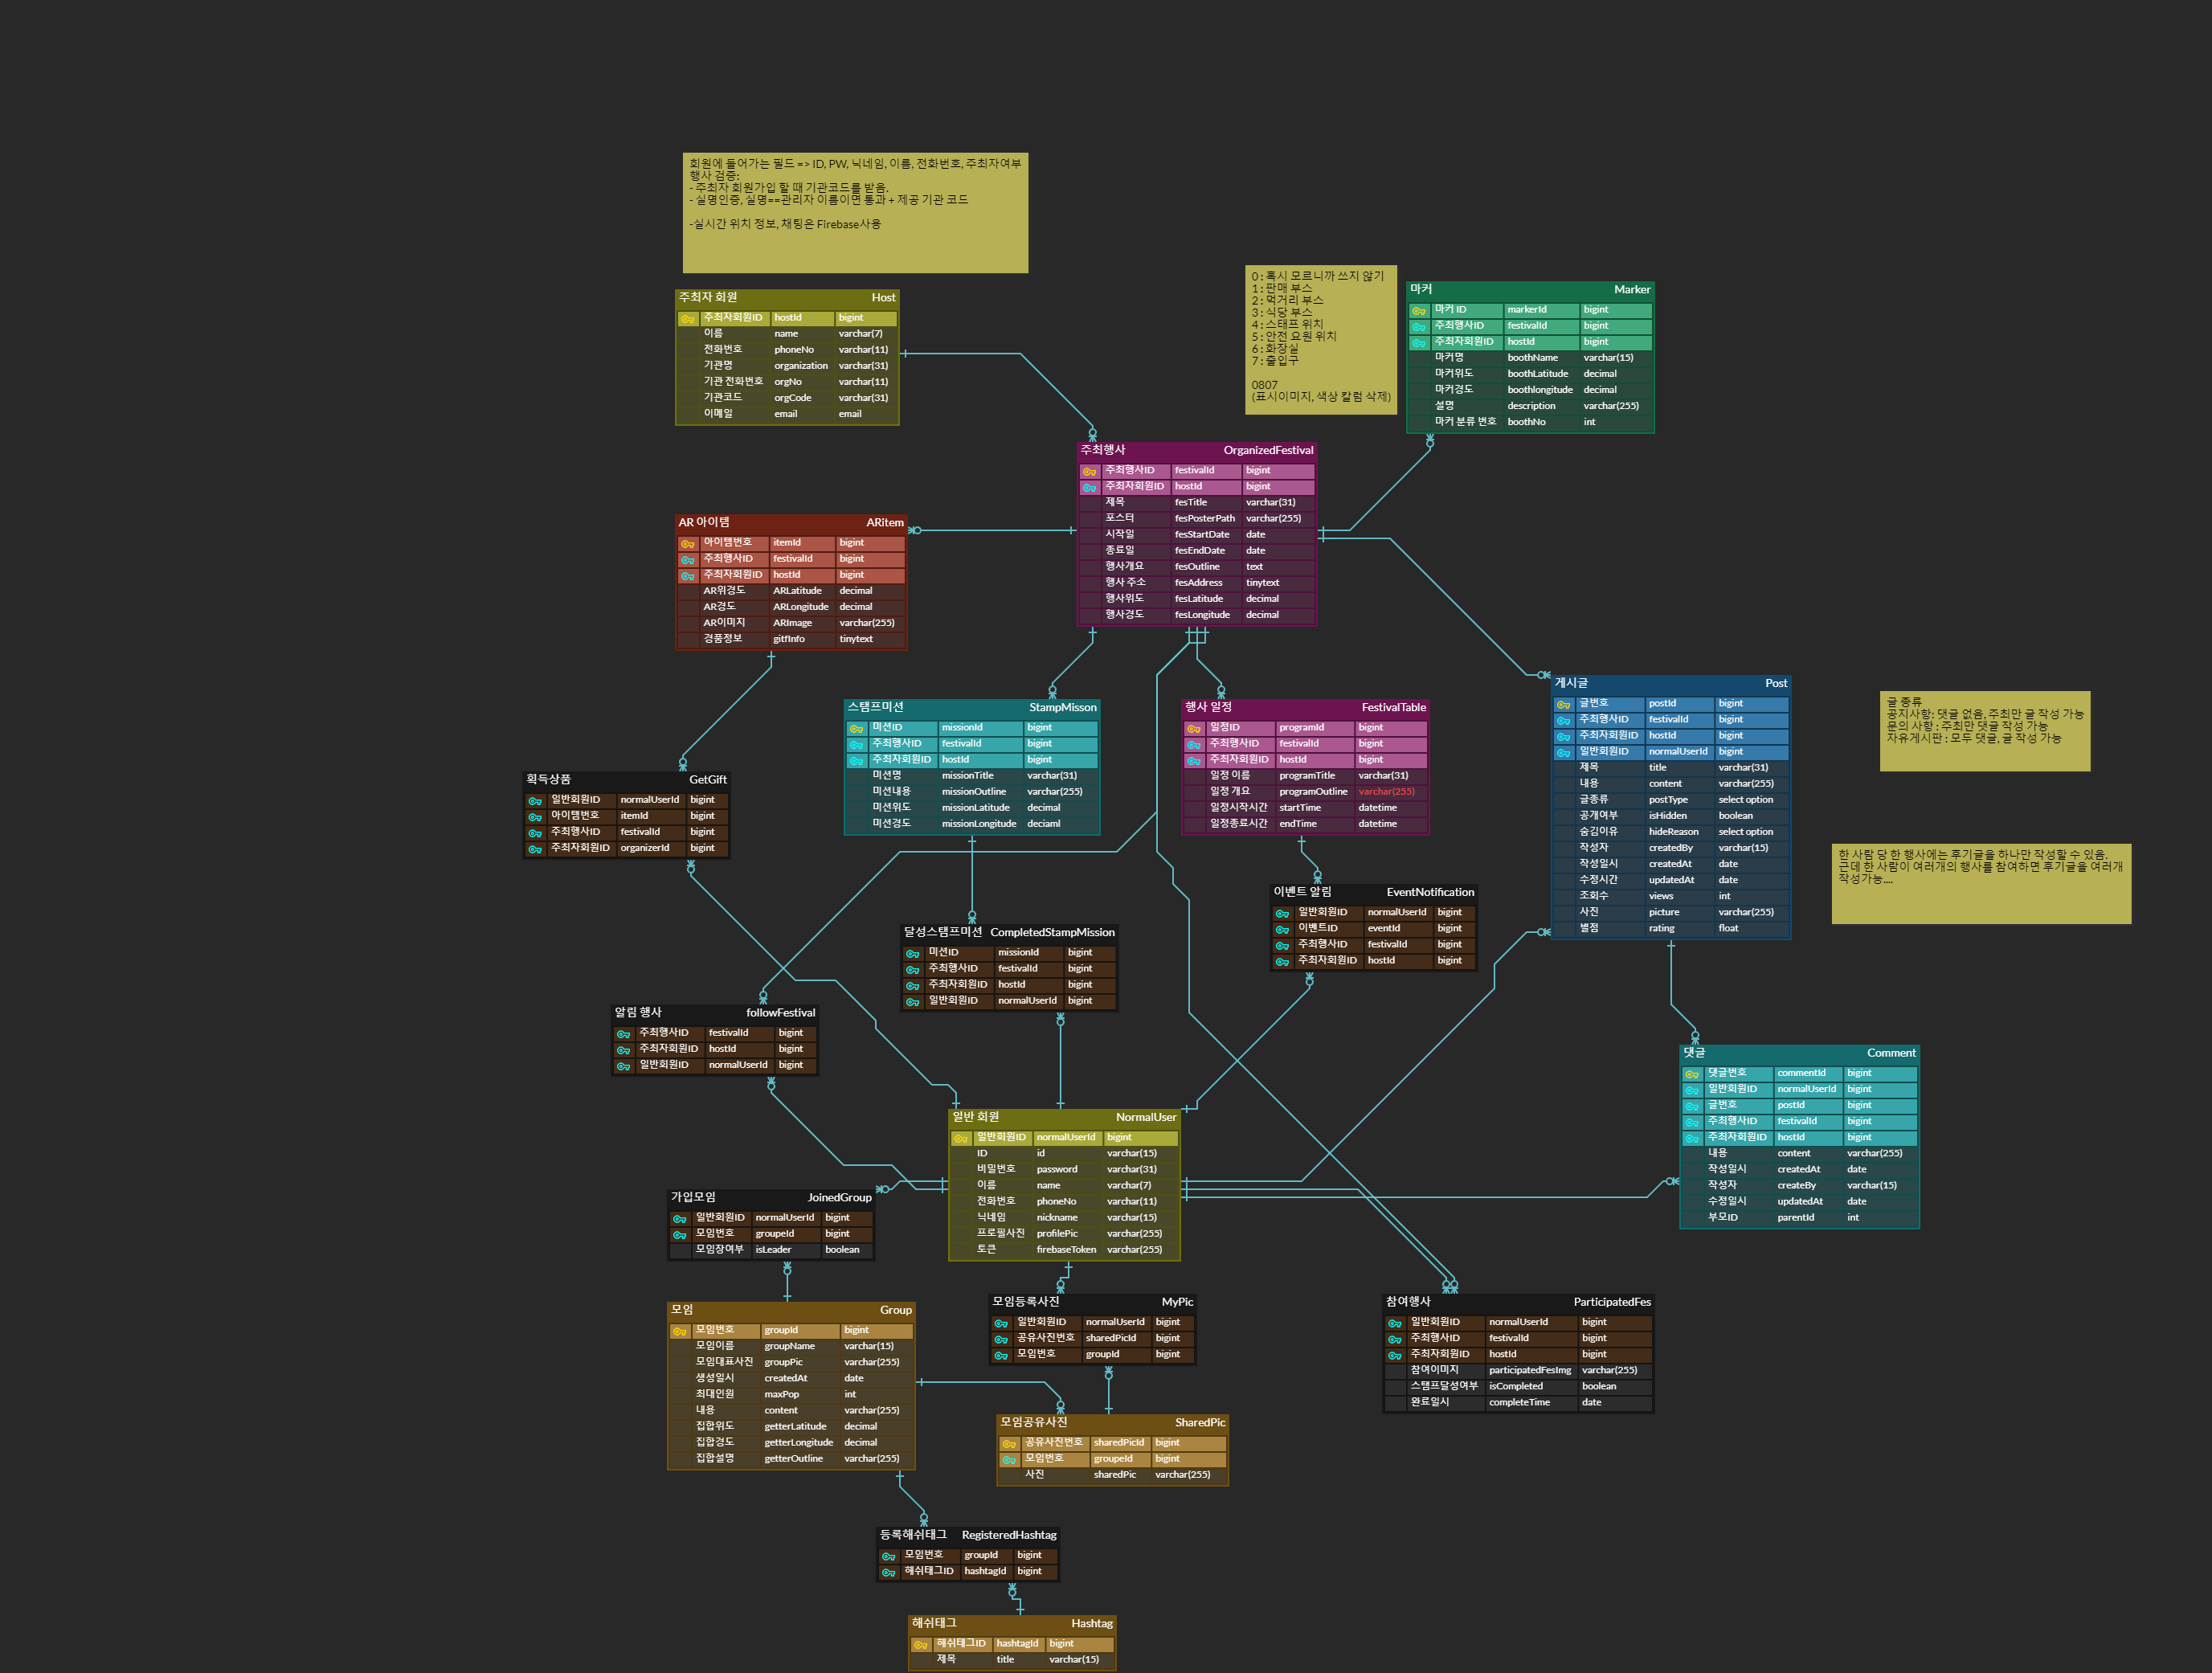 회원에 들어가는 필드 => ID, PW, 닉네임, 이름, 전화번호, 주최자여부
행사 검증:
- 주최자 회원가입 할 때 기관코드를 받음.
- 실명인증, 실명==관리자 이름이면 통과 + 제공 기관 코드
-실시간 위치 정보, 채팅은 Firebase사용
0 : 혹시 모르니까 쓰지 않기
1 : 판매 부스
2 : 먹거리 부스
3 : 식당 부스
4 : 스태프 위치
5 : 안전 요원 위치
6 : 화장실
7 : 출입구
0807
(표시이미지, 색상 칼럼 삭제)
주최자 회원 Host
주최자회원ID hostId bigint
이름 name varchar(7)
전화번호 phoneNo varchar(11)
기관명 organization varchar(31)
기관 전화번호 orgNo varchar(11)
기관코드 orgCode varchar(31)
이메일 email email
마커 Marker
마커 ID markerId bigint
주최행사ID festivalId bigint
주최자회원ID hostId bigint
마커명 boothName varchar(15)
마커위도 boothLatitude decimal
마커경도 boothlongitude decimal
설명 description varchar(255)
마커 분류 번호 boothNo int
주최행사 OrganizedFestival
주최행사ID festivalId bigint
주최자회원ID hostId bigint
제목 fesTitle varchar(31)
포스터 fesPosterPath varchar(255)
시작일 fesStartDate date
종료일 fesEndDate date
행사개요 fesOutline text
행사 주소 fesAddress tinytext
행사위도 fesLatitude decimal
행사경도 fesLongitude decimal
AR 아이템 ARitem
아이템번호 itemId bigint
주최행사ID festivalId bigint
주최자회원ID hostId bigint
AR위경도 ARLatitude decimal
AR경도 ARLongitude decimal
AR이미지 ARImage varchar(255)
경품정보 gitfInfo tinytext
스탬프미션 StampMisson
미션ID missionId bigint
주최행사ID festivalId bigint
주최자회원ID hostId bigint
미션명 missionTitle varchar(31)
미션내용 missionOutline varchar(255)
미션위도 missionLatitude decimal
미션경도 missionLongitude deciaml
행사 일정 FestivalTable
일정ID programId bigint
주최행사ID festivalId bigint
주최자회원ID hostId bigint
일정 이름 programTitle varchar(31)
일정 개요 programOutline varchar(255)
일정시작시간 startTime datetime
일정종료시간 endTime datetime
게시글 Post
글번호 postId bigint
주최행사ID festivalId bigint
주최자회원ID hostId bigint
일반회원ID normalUserId bigint
제목 title varchar(31)
내용 content varchar(255)
글종류 postType select option
공개여부 isHidden boolean
숨김이유 hideReason select option
작성자 createdBy varchar(15)
작성일시 createdAt date
수정시간 updatedAt date
조회수 views int
사진 picture varchar(255)
별점 rating float
글 종류
공지사항: 댓글 없음, 주최만 글 작성 가능
문의 사항 : 주최만 댓글 작성 가능
자유게시판 : 모두 댓글, 글 작성 가능
한 사람 당 한 행사에는 후기글을 하나만 작성할 수 있음.
근데 한 사람이 여러개의 행사를 참여하면 후기글을 여러개
작성가능....
획득상품 GetGift
일반회원ID normalUserId bigint
아이템번호 itemId bigint
주최행사ID festivalId bigint
주최자회원ID organizerId bigint
이벤트 알림 EventNotification
일반회원ID normalUserId bigint
이벤트ID eventId bigint
주최행사ID festivalId bigint
주최자회원ID hostId bigint
달성스탬프미션 CompletedStampMission
미션ID missionId bigint
주최행사ID festivalId bigint
주최자회원ID hostId bigint
일반회원ID normalUserId bigint
알림 행사 followFestival
주최행사ID festivalId bigint
주최자회원ID hostId bigint
일반회원ID normalUserId bigint
댓글 Comment
댓글번호 commentId bigint
일반회원ID normalUserId bigint
글번호 postId bigint
주최행사ID festivalId bigint
주최자회원ID hostId bigint
내용 content varchar(255)
작성일시 createdAt date
작성자 createBy varchar(15)
수정일시 updatedAt date
부모ID parentId int
일반 회원 NormalUser
일반회원ID normalUserId bigint
ID id varchar(15)
비밀번호 password varchar(31)
이름 name varchar(7)
전화번호 phoneNo varchar(11)
닉네임 nickname varchar(15)
프로필사진 profilePic varchar(255)
토큰 firebaseToken varchar(255)
가입모임 JoinedGroup
일반회원ID normalUserId bigint
모임번호 groupeId bigint
모임장여부 isLeader boolean
모임 Group
모임번호 groupId bigint
모임이름 groupName varchar(15)
모임대표사진 groupPic varchar(255)
생성일시 createdAt date
최대인원 maxPop int
내용 content varchar(255)
집합위도 getterLatitude decimal
집합경도 getterLongitude decimal
집합설명 getterOutline varchar(255)
모임등록사진 MyPic
일반회원ID normalUserId bigint
공유사진번호 sharedPicId bigint
모임번호 groupId bigint
참여행사 ParticipatedFes
일반회원ID normalUserId bigint
주최행사ID festivalId bigint
주최자회원ID hostId bigint
참여이미지 participatedFesImg varchar(255)
스탬프달성여부 isCompleted boolean
완료일시 completeTime date
모임공유사진 SharedPic
공유사진번호 sharedPicId bigint
모임번호 groupeId bigint
사진 sharedPic varchar(255)
등록해쉬태그 RegisteredHashtag
모임번호 groupId bigint
해쉬태그ID hashtagId bigint
해쉬태그 Hashtag
해쉬태그ID hashtagId bigint
제목 title varchar(15)